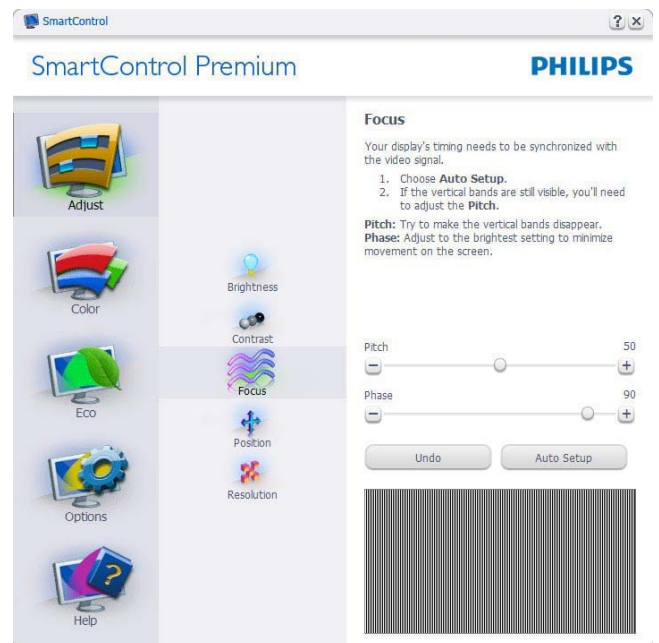 SmartControl
? x
SmartControl Premium
PHILIPS
Adjust
Color
Eco
Options
Help
?
Brightness
Contrast
Focus
Position
Resolution
Focus
Your display's timing needs to be synchronized with
the video signal.
1. Choose Auto Setup.
2. If the vertical bands are still visible, you'll need
to adjust the Pitch.
Pitch: Try to make the vertical bands disappear.
Phase: Adjust to the brightest setting to minimize
movement on the screen.
Pitch 50
− +
Phase 90
− +
Undo Auto Setup